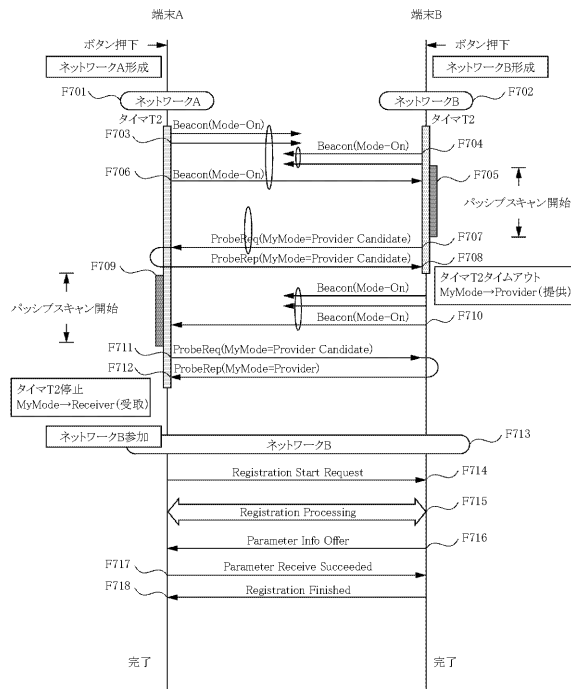 端末A
端末B
ボタン押下
ボタン押下
ネットワークA形成
ネットワークB形成
F701
ネットワークA
ネットワークB
F702
タイマT2
タイマT2
F703
Beacon(Mode-On)
Beacon(Mode-On)
F704
F706
Beacon(Mode-On)
F705
パッシブスキャン開始
ProbeReq(MyMode=Provider Candidate)
F707
F709
ProbeRep(MyMode=Provider Candidate)
F708
タイマT2タイムアウト
MyMode→Provider(提供)
パッシブスキャン開始
Beacon(Mode-On)
F710
F711
ProbeReq(MyMode=Provider Candidate)
F712
ProbeRep(MyMode=Provider)
タイマT2停止
MyMode→Receiver(受取)
ネットワークB参加
ネットワークB
F713
Registration Start Request
F714
Registration Processing
F715
Parameter Info Offer
F716
F717
Parameter Receive Succeeded
F718
Registration Finished
完了
完了